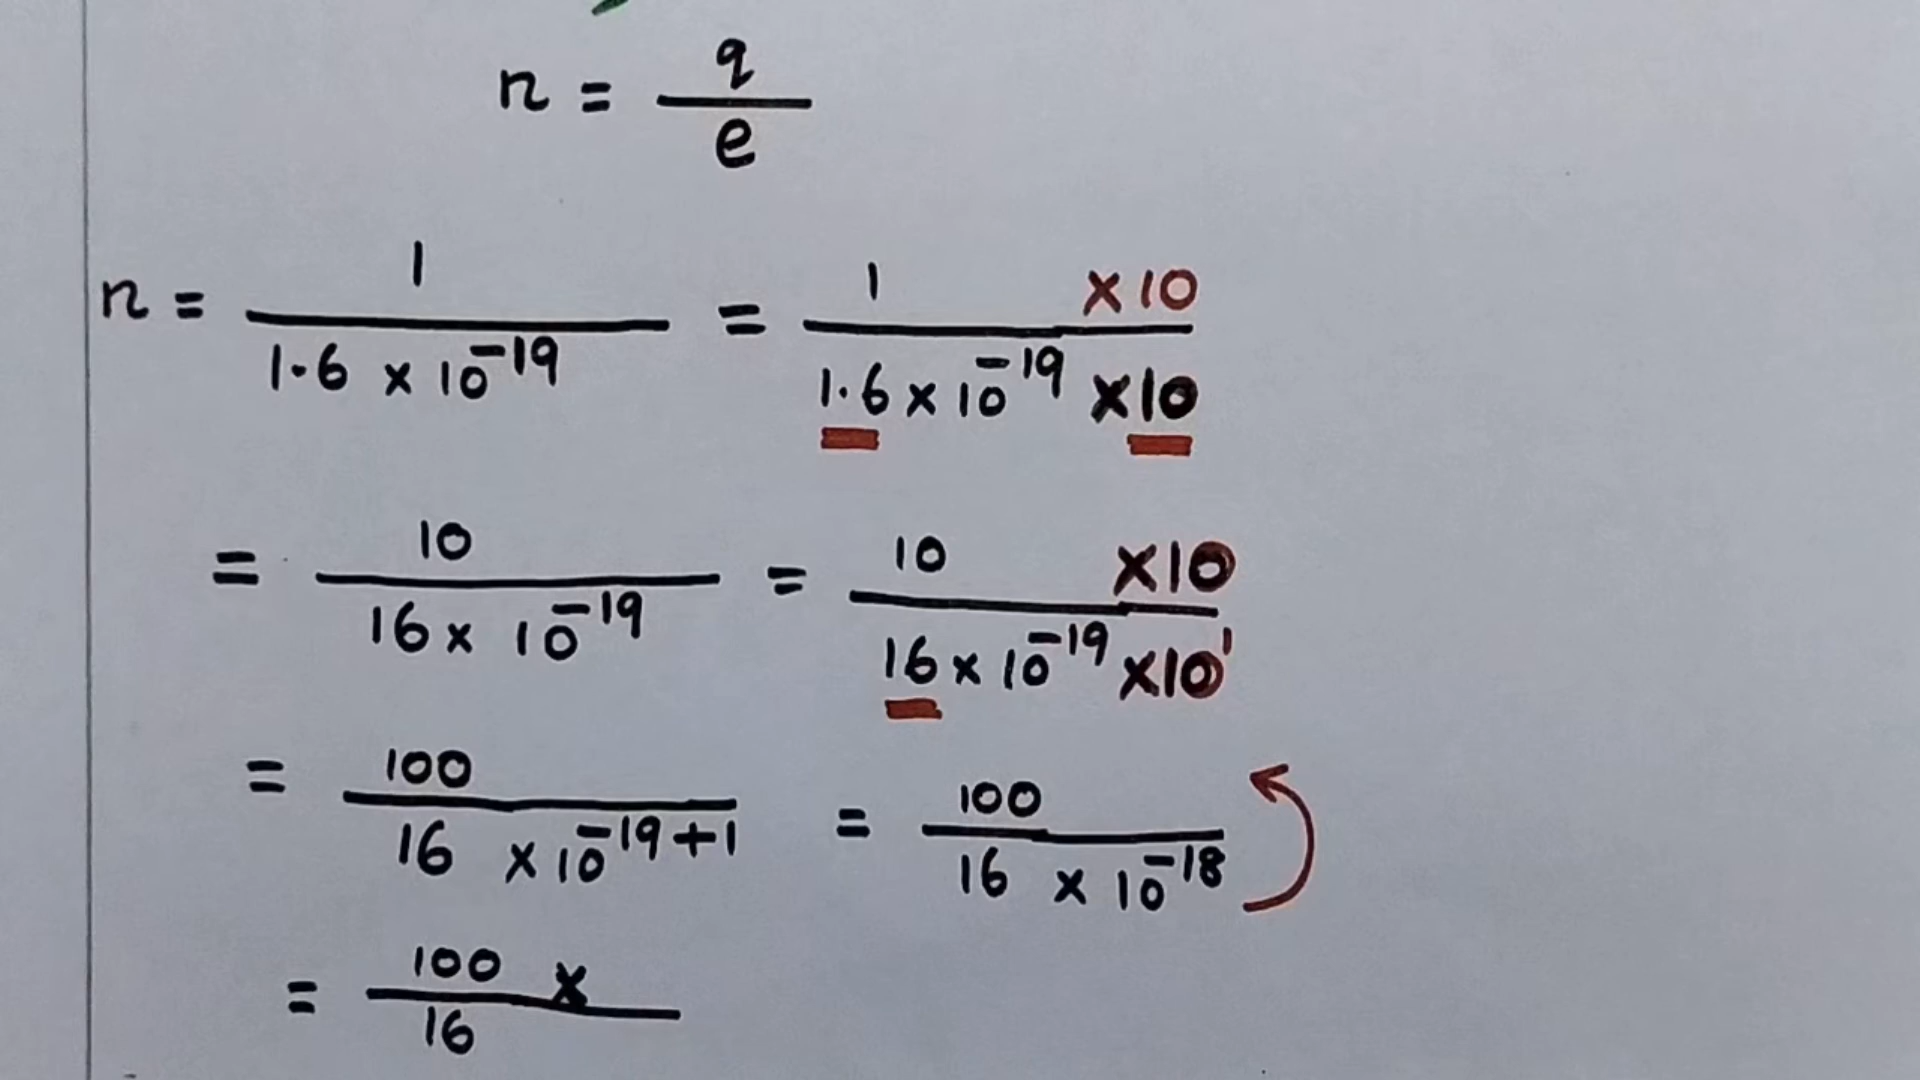 n = q/e
n = 1/(1.6 × 10⁻¹⁹) = (1 ×10)/(1.6 × 10⁻¹⁹ ×10)
= 10/(16 × 10⁻¹⁹) = (10 ×10)/(16 × 10⁻¹⁹ ×10¹)
= 100/(16 × 10⁻¹⁹⁺¹) = 100/(16 × 10⁻¹⁸)
= (100 ×)/16